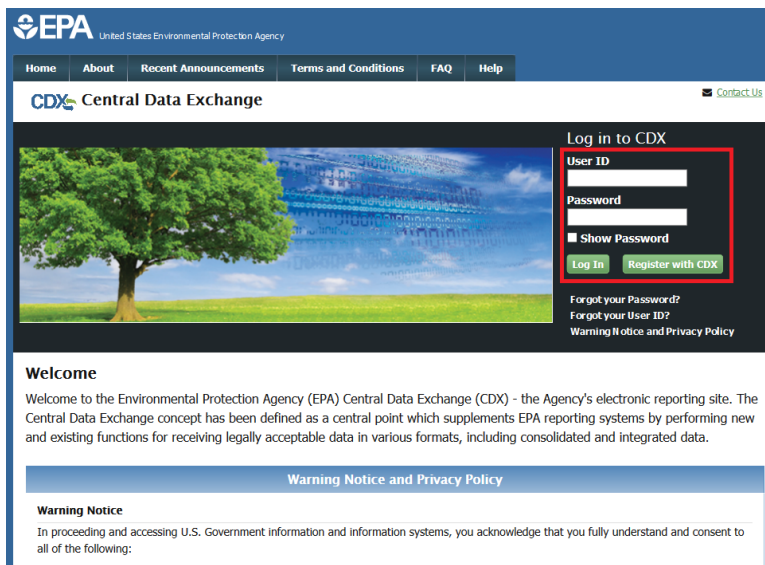 EPA United States Environmental Protection Agency
Home About Recent Announcements Terms and Conditions FAQ Help
CDX Central Data Exchange
Contact Us
Log in to CDX
User ID
Password
Show Password
Log In Register with CDX
Forgot your Password?
Forgot your User ID?
Warning Notice and Privacy Policy
Welcome
Welcome to the Environmental Protection Agency (EPA) Central Data Exchange (CDX) - the Agency's electronic reporting site. The
Central Data Exchange concept has been defined as a central point which supplements EPA reporting systems by performing new
and existing functions for receiving legally acceptable data in various formats, including consolidated and integrated data.
Warning Notice and Privacy Policy
Warning Notice
In proceeding and accessing U.S. Government information and information systems, you acknowledge that you fully understand and consent to
all of the following: